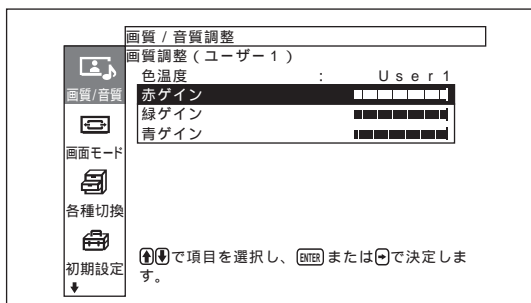 画質 / 音質調整
画質調整(ユーザー1)
色温度 : User1
赤ゲイン
緑ゲイン
青ゲイン
画質/音質
画面モード
各種切換
初期設定
で項目を選択し、ENTERまたはで決定しま
す。